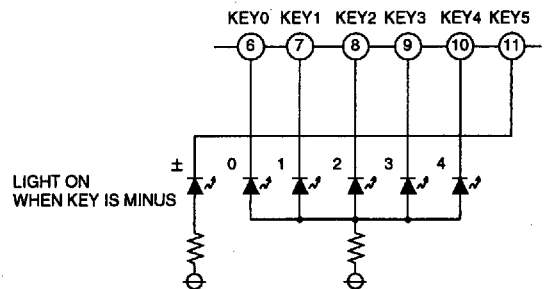 KEY0 KEY1 KEY2 KEY3 KEY4 KEY5
6 7 8 9 10 11
± 0 1 2 3 4
LIGHT ON
WHEN KEY IS MINUS